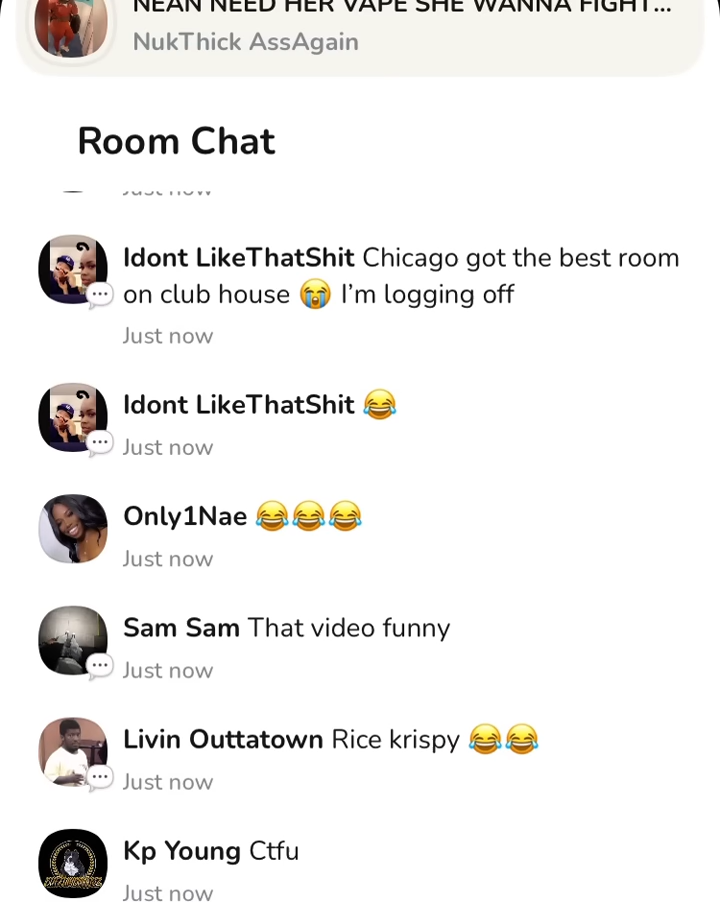 NEAN NEED HER VAPE SHE WANNA FIGHT...
NukThick AssAgain
Room Chat
Just now
Idont LikeThatShit Chicago got the best room
on club house 😭 I'm logging off
Just now
Idont LikeThatShit 😂
Just now
Only1Nae 😂😂😂
Just now
Sam Sam That video funny
Just now
Livin Outtatown Rice krispy 😂😂
Just now
Kp Young Ctfu
Just now